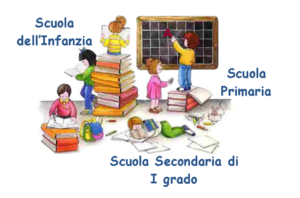 Scuola
dell'Infanzia
Scuola
Primaria
Scuola Secondaria di
I grado